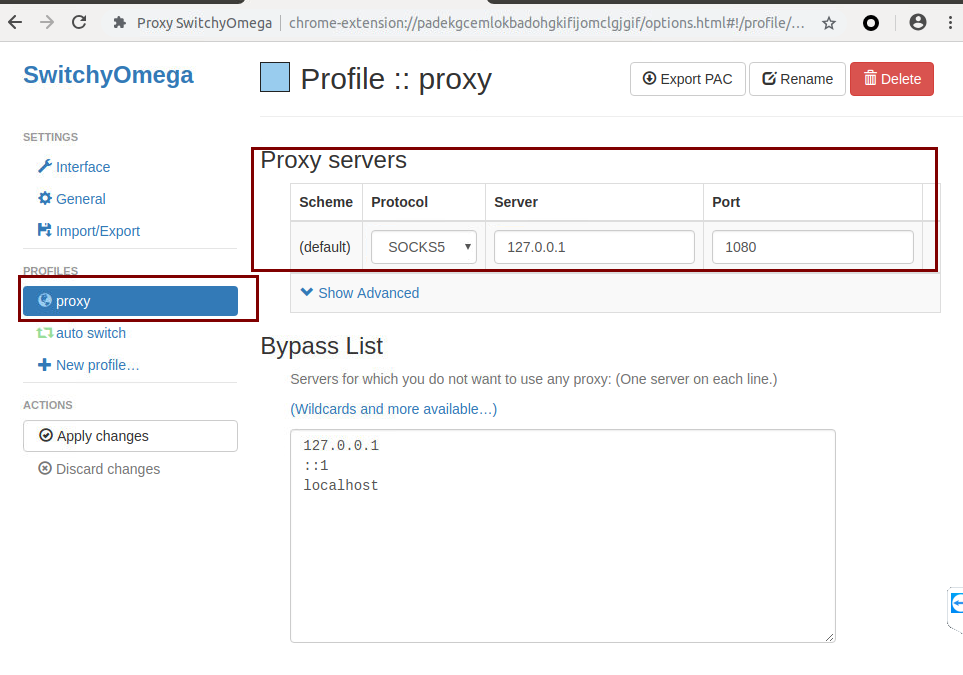 Proxy SwitchyOmega | chrome-extension://padekgcemlokbadohgkifijomclgjgif/options.html#!/profile/...
SwitchyOmega
Profile :: proxy
Export PAC
Rename
Delete
SETTINGS
Interface
General
Import/Export
PROFILES
proxy
auto switch
New profile…
ACTIONS
Apply changes
Discard changes
Proxy servers
Scheme Protocol Server Port
(default) SOCKS5 127.0.0.1 1080
Show Advanced
Bypass List
Servers for which you do not want to use any proxy: (One server on each line.)
(Wildcards and more available…)
127.0.0.1
::1
localhost